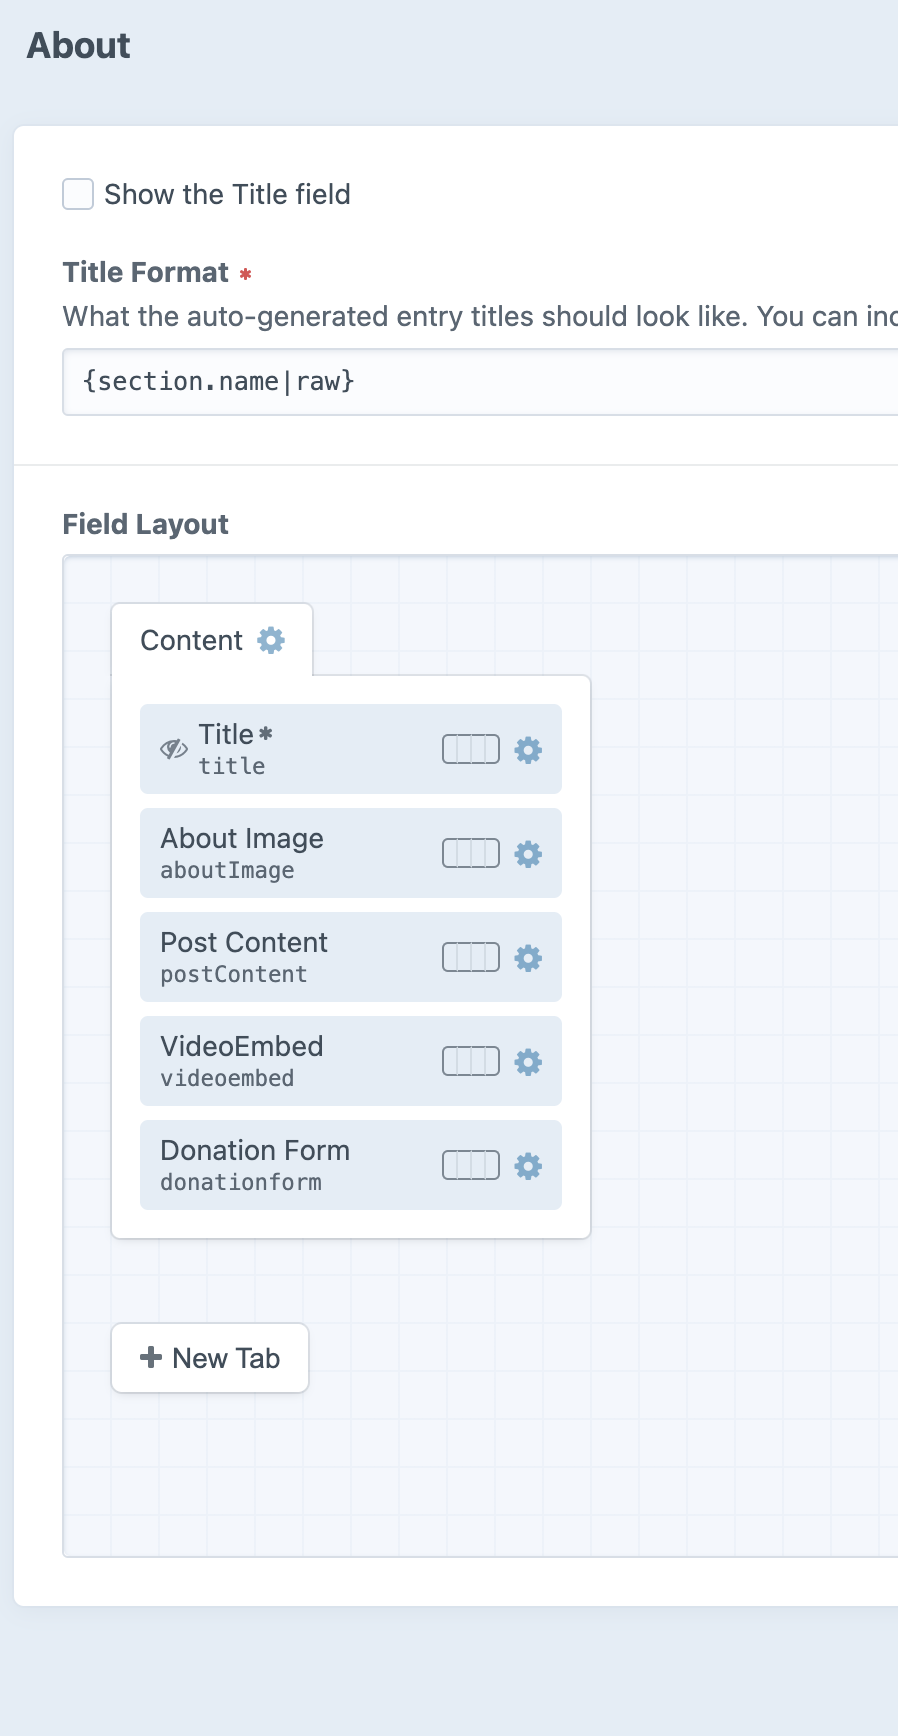 About
Show the Title field
Title Format *
What the auto-generated entry titles should look like. You can inc
{section.name|raw}
Field Layout
Content
Title *
title
About Image
aboutImage
Post Content
postContent
VideoEmbed
videoembed
Donation Form
donationform
+ New Tab